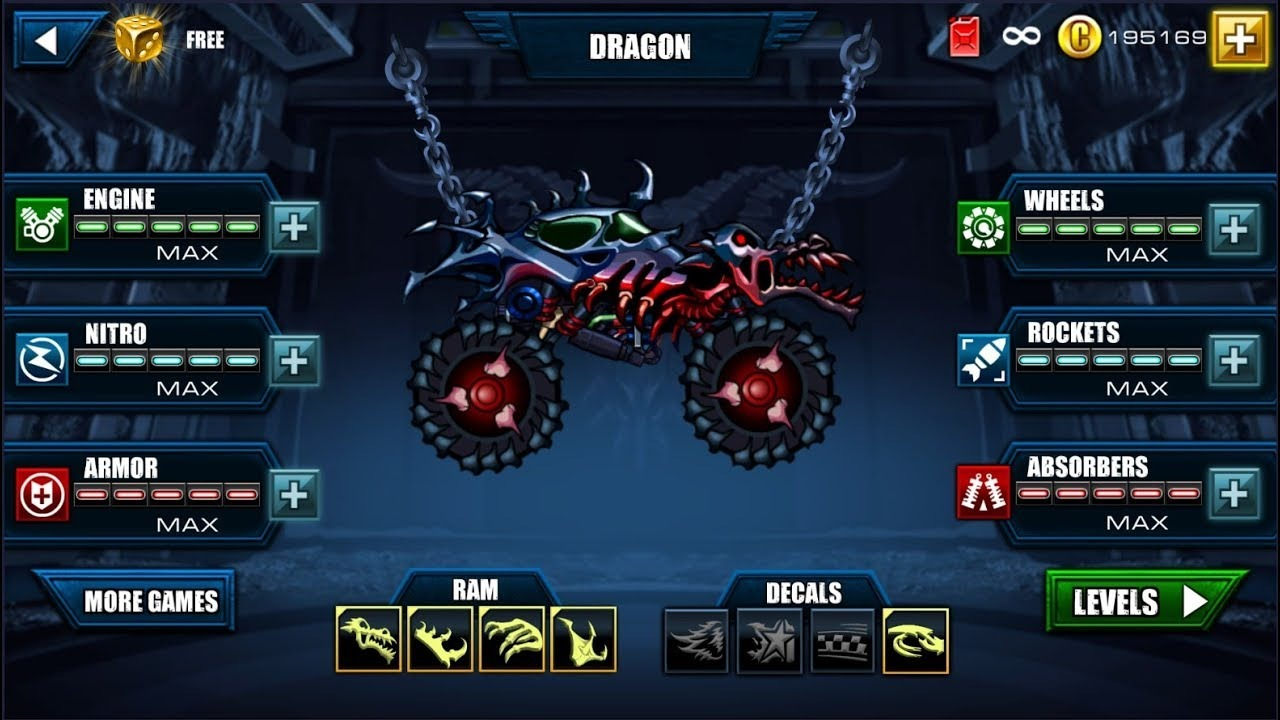 FREE
DRAGON
∞
C
195169
ENGINE
MAX
NITRO
MAX
ARMOR
MAX
WHEELS
MAX
ROCKETS
MAX
ABSORBERS
MAX
MORE GAMES
RAM
DECALS
LEVELS